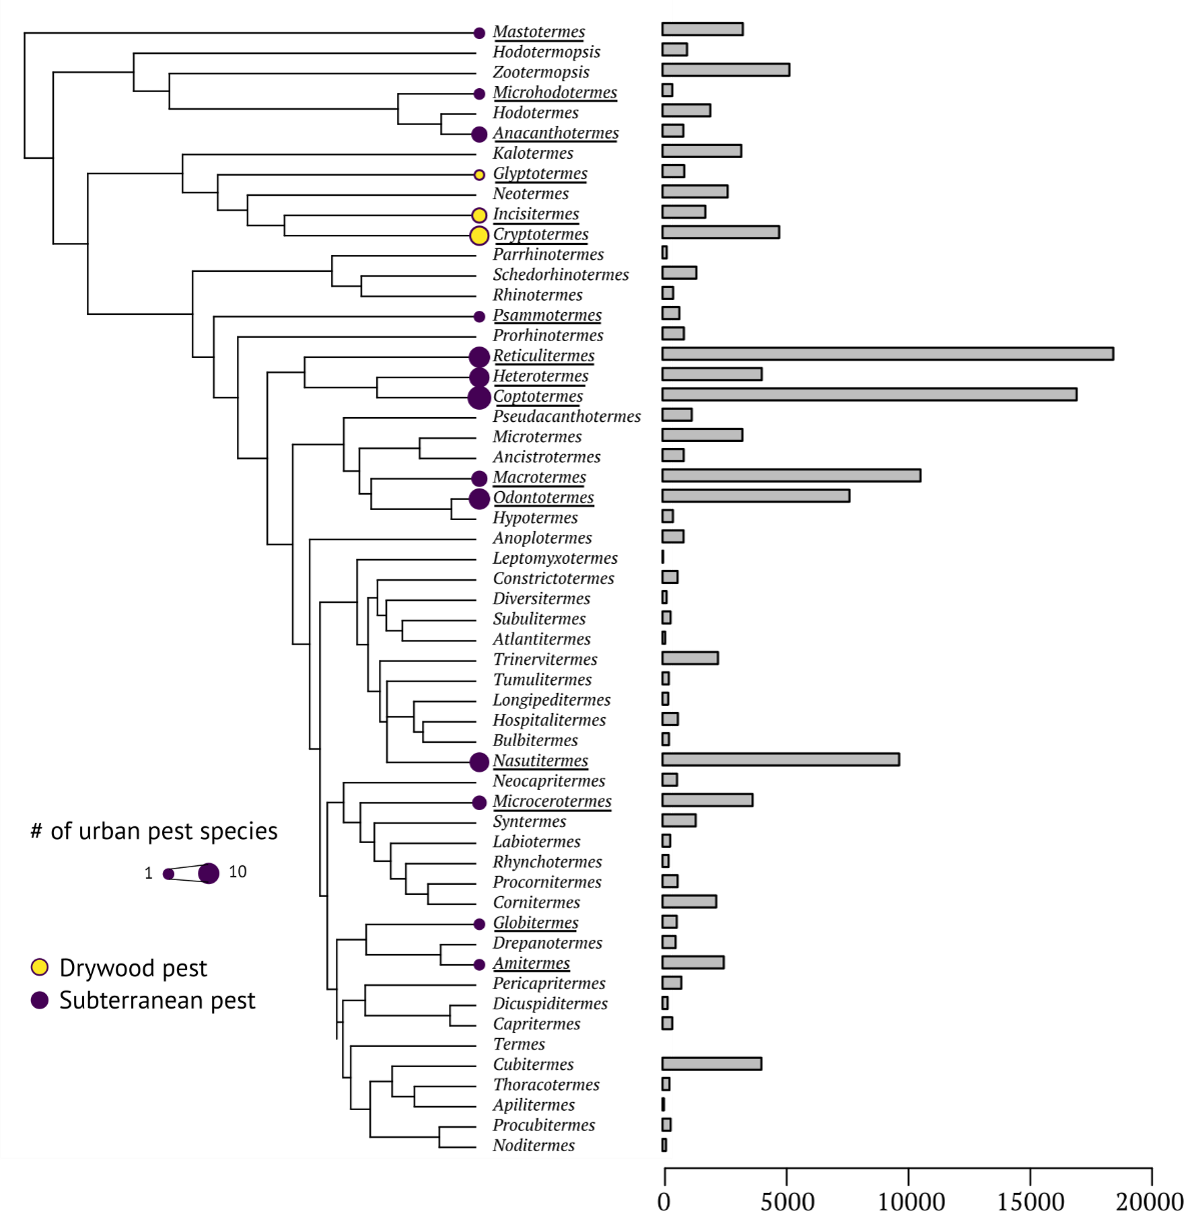 Mastotermes
Hodotermopsis
Zootermopsis
Microhodotermes
Hodotermes
Anacanthotermes
Kalotermes
Glyptotermes
Neotermes
Incisitermes
Cryptotermes
Parrhinotermes
Schedorhinotermes
Rhinotermes
Psammotermes
Prorhinotermes
Reticulitermes
Heterotermes
Coptotermes
Pseudacanthotermes
Microtermes
Ancistrotermes
Macrotermes
Odontotermes
Hypotermes
Anoplotermes
Leptomyxotermes
Constrictotermes
Diversitermes
Subulitermes
Atlantitermes
Trinervitermes
Tumulitermes
Longipeditermes
Hospitalitermes
Bulbitermes
Nasutitermes
Neocapritermes
Microcerotermes
Syntermes
Labiotermes
Rhynchotermes
Procornitermes
Cornitermes
Globitermes
Drepanotermes
Amitermes
Pericapritermes
Dicuspiditermes
Capritermes
Termes
Cubitermes
Thoracotermes
Apilitermes
Procubitermes
Noditermes
# of urban pest species
1 10
Drywood pest
Subterranean pest
0 5000 10000 15000 20000